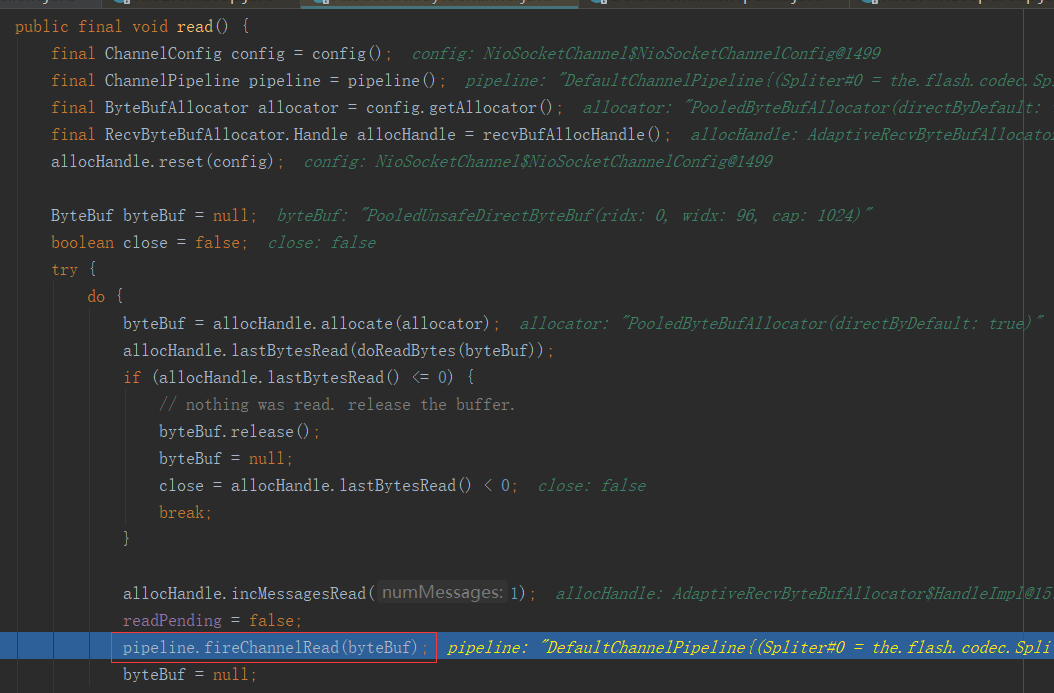 public final void read() {
final ChannelConfig config = config(); config: NioSocketChannel$NioSocketChannelConfig@1499
final ChannelPipeline pipeline = pipeline(); pipeline: "DefaultChannelPipeline{(Spliter#0 = the.flash.codec.Sp
final ByteBufAllocator allocator = config.getAllocator(); allocator: "PooledByteBufAllocator(directByDefault:
final RecvByteBufAllocator.Handle allocHandle = recvBufAllocHandle(); allocHandle: AdaptiveRecvByteBufAllocator
allocHandle.reset(config); config: NioSocketChannel$NioSocketChannelConfig@1499
ByteBuf byteBuf = null; byteBuf: "PooledUnsafeDirectByteBuf(ridx: 0, widx: 96, cap: 1024)"
boolean close = false; close: false
try {
do {
byteBuf = allocHandle.allocate(allocator); allocator: "PooledByteBufAllocator(directByDefault: true)"
allocHandle.lastBytesRead(doReadBytes(byteBuf));
if (allocHandle.lastBytesRead() <= 0) {
// nothing was read. release the buffer.
byteBuf.release();
byteBuf = null;
close = allocHandle.lastBytesRead() < 0; close: false
break;
}
allocHandle.incMessagesRead( numMessages: 1); allocHandle: AdaptiveRecvByteBufAllocator$HandleImpl@15
readPending = false;
pipeline.fireChannelRead(byteBuf); pipeline: "DefaultChannelPipeline{(Spliter#0 = the.flash.codec.Spli
byteBuf = null;